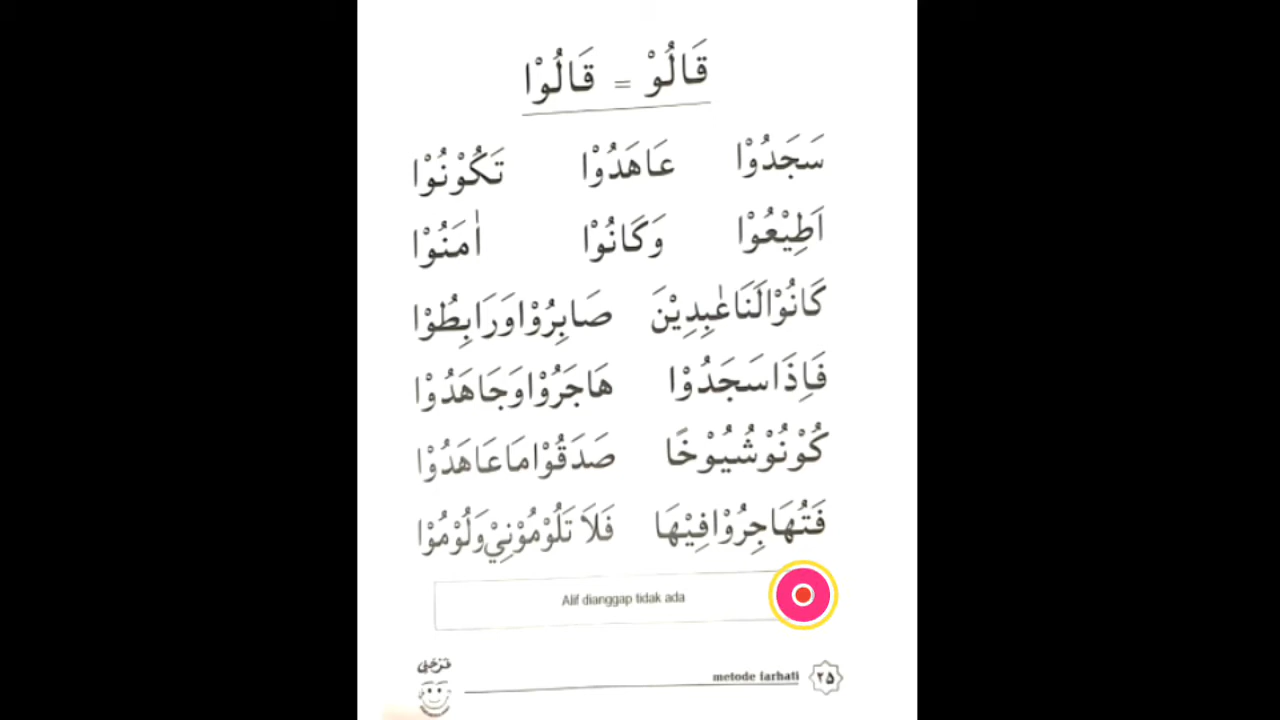 قَالُوْ = قَالُوْا
سَجَدُوْا عَاهَدُوْا تَكُوْنُوْا
اَطِيْعُوْا وَكَانُوْا اٰمَنُوْا
كَانُوْالَنَاعٰبِدِيْنَ صَابِرُوْاوَرَابِطُوْا
فَاِذَاسَجَدُوْا هَاجَرُوْاوَجَاهَدُوْا
كُوْنُوْشُيُوْخًا صَدَقُوْامَاعَاهَدُوْا
فَتُهَاجِرُوْافِيْهَا فَلَا تَلُوْمُوْنِيْ وَلُوْمُوْا
Alif dianggap tidak ada
فرحتي
metode farhati ٢٥